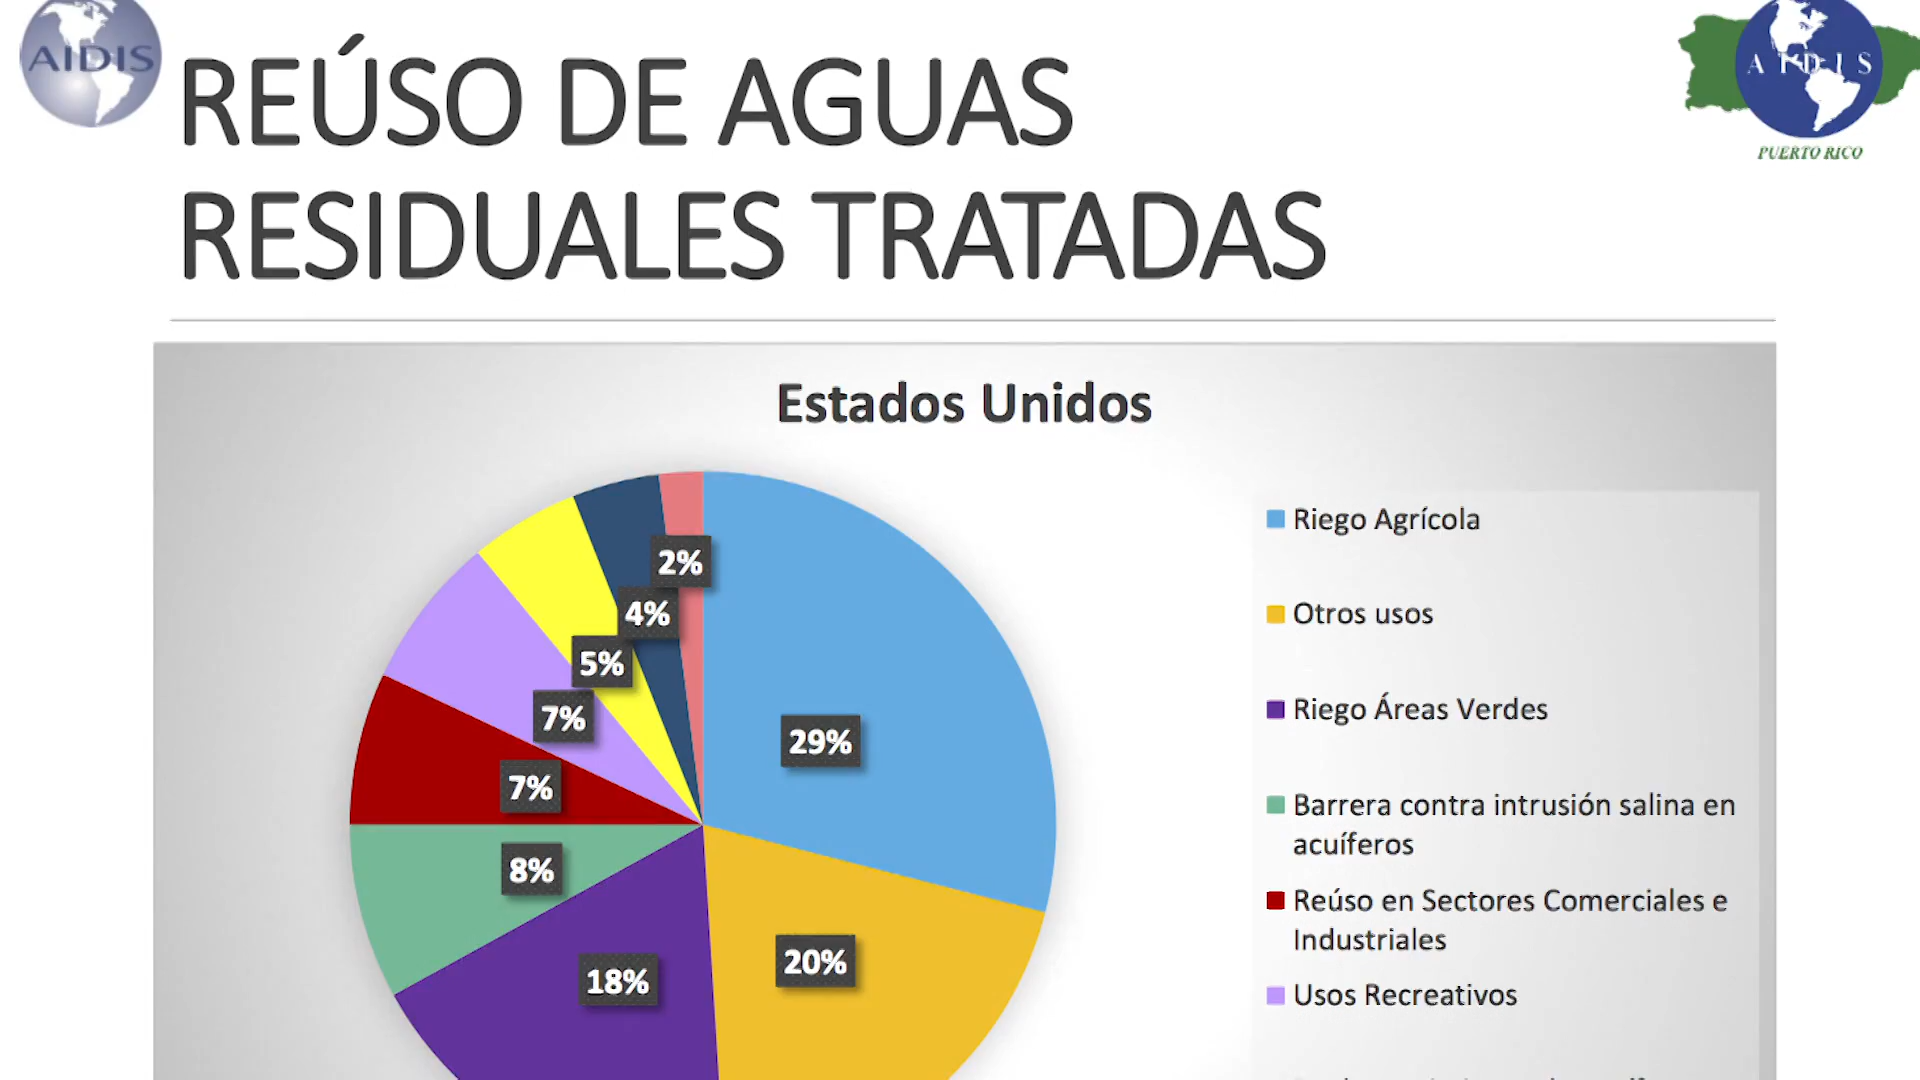 AIDIS
AIDIS
PUERTO RICO
REÚSO DE AGUAS
RESIDUALES TRATADAS
Estados Unidos
2%
4%
5%
7%
7%
8%
18%
20%
29%
Riego Agrícola
Otros usos
Riego Áreas Verdes
Barrera contra intrusión salina en
acuíferos
Reúso en Sectores Comerciales e
Industriales
Usos Recreativos